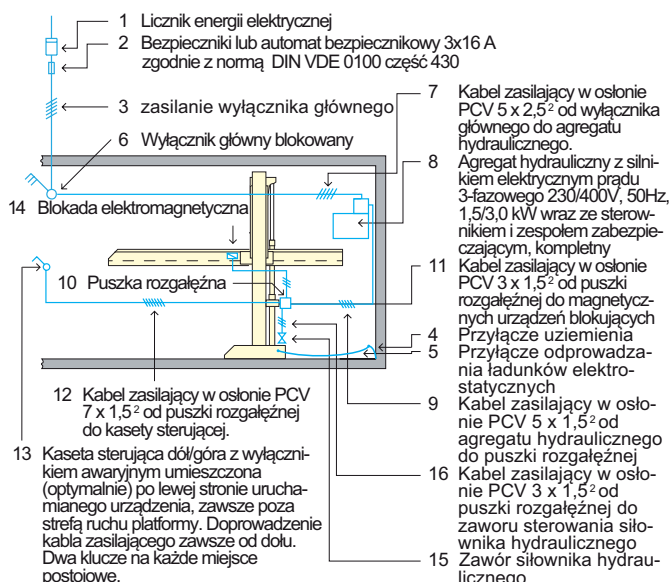 1 Licznik energii elektrycznej
2 Bezpieczniki lub automat bezpiecznikowy 3x16 A
zgodnie z normą DIN VDE 0100 część 430
3 zasilanie wyłącznika głównego
6 Wyłącznik główny blokowany
14 Blokada elektromagnetyczna
10 Puszka rozgałęźna
12 Kabel zasilający w osłonie PCV
7 x 1,5² od puszki rozgałęźnej
do kasety sterującej.
13 Kaseta sterująca dół/góra z wyłączni-
kiem awaryjnym umieszczona
(optymalnie) po lewej stronie urucha-
mianego urządzenia, zawsze poza
strefą ruchu platformy. Doprowadzenie
kabla zasilającego zawsze od dołu.
Dwa klucze na każde miejsce
postojowe.
7 Kabel zasilający w osłonie
PCV 5 x 2,5² od wyłącznika
głównego do agregatu
hydraulicznego.
8 Agregat hydrauliczny z silni-
kiem elektrycznym prądu
3-fazowego 230/400V, 50Hz,
1,5/3,0 kW wraz ze sterow-
nikiem i zespołem zabezpie-
czającym, kompletny
11 Kabel zasilający w osłonie
PCV 3 x 1,5² od puszki
rozgałęźnej do magnetycz-
nych urządzeń blokujących
4 Przyłącze uziemienia
5 Przyłącze odprowadza-
nia ładunków elektro-
statycznych
9 Kabel zasilający w osło-
nie PCV 5 x 1,5² od
agregatu hydraulicznego
do puszki rozgałęźnej
16 Kabel zasilający w osło-
nie PCV 3 x 1,5² od
puszki rozgałęźnej do
zaworu sterowania siło-
wnika hydraulicznego
15 Zawór siłownika hydrau-
licznego